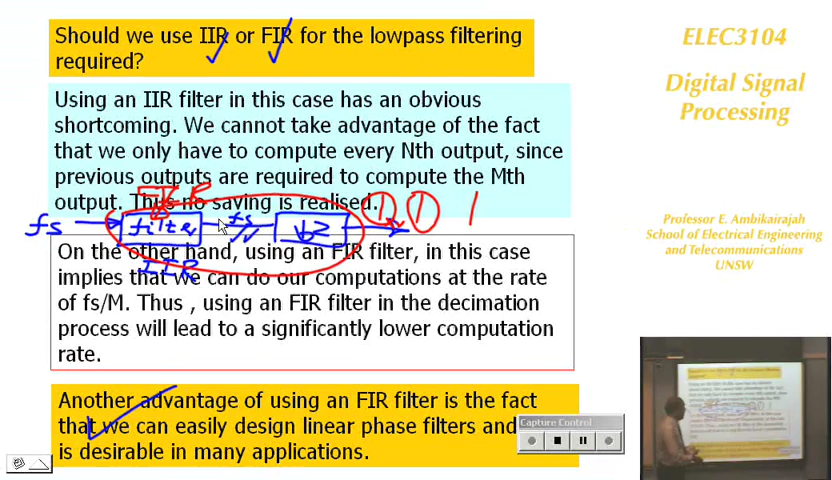 Should we use IIR or FIR for the lowpass filtering
required?
Using an IIR filter in this case has an obvious
shortcoming. We cannot take advantage of the fact
that we only have to compute every Nth output, since
previous outputs are required to compute the Mth
output. Thus no saving is realised.
FIR
fs
filter
fs
↓2
1
1
1
IIR
On the other hand, using an FIR filter, in this case
implies that we can do our computations at the rate
of fs/M. Thus , using an FIR filter in the decimation
process will lead to a significantly lower computation
rate.
Another advantage of using an FIR filter is the fact
that we can easily design linear phase filters and
is desirable in many applications.
Capture Control
ELEC3104
Digital Signal
Processing
Professor E. Ambikairajah
School of Electrical Engineering
and Telecommunications
UNSW